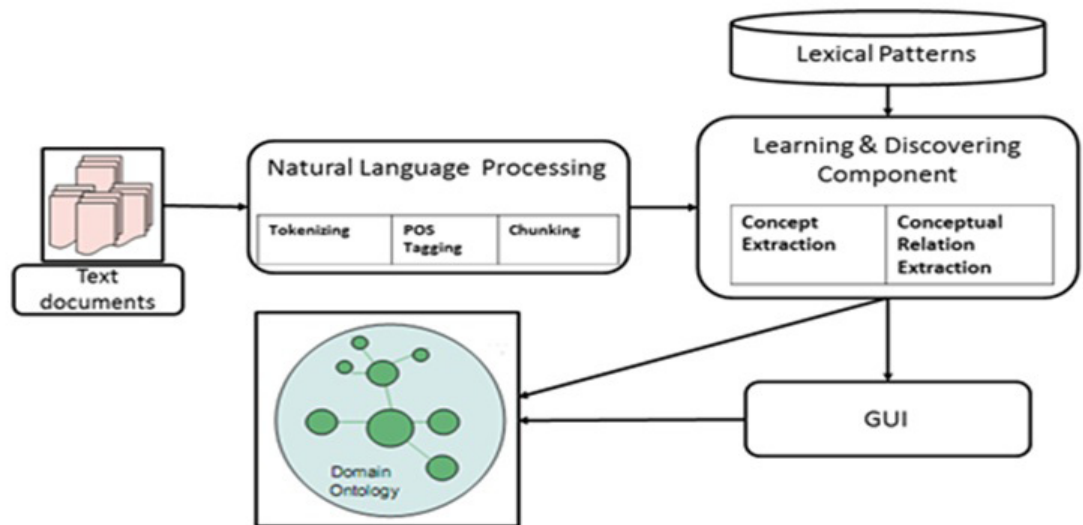 Lexical Patterns
Learning & Discovering
Component
Concept
Extraction
Conceptual
Relation
Extraction
Natural Language Processing
Tokenizing
POS
Tagging
Chunking
Text
documents
Domain
Ontology
GUI